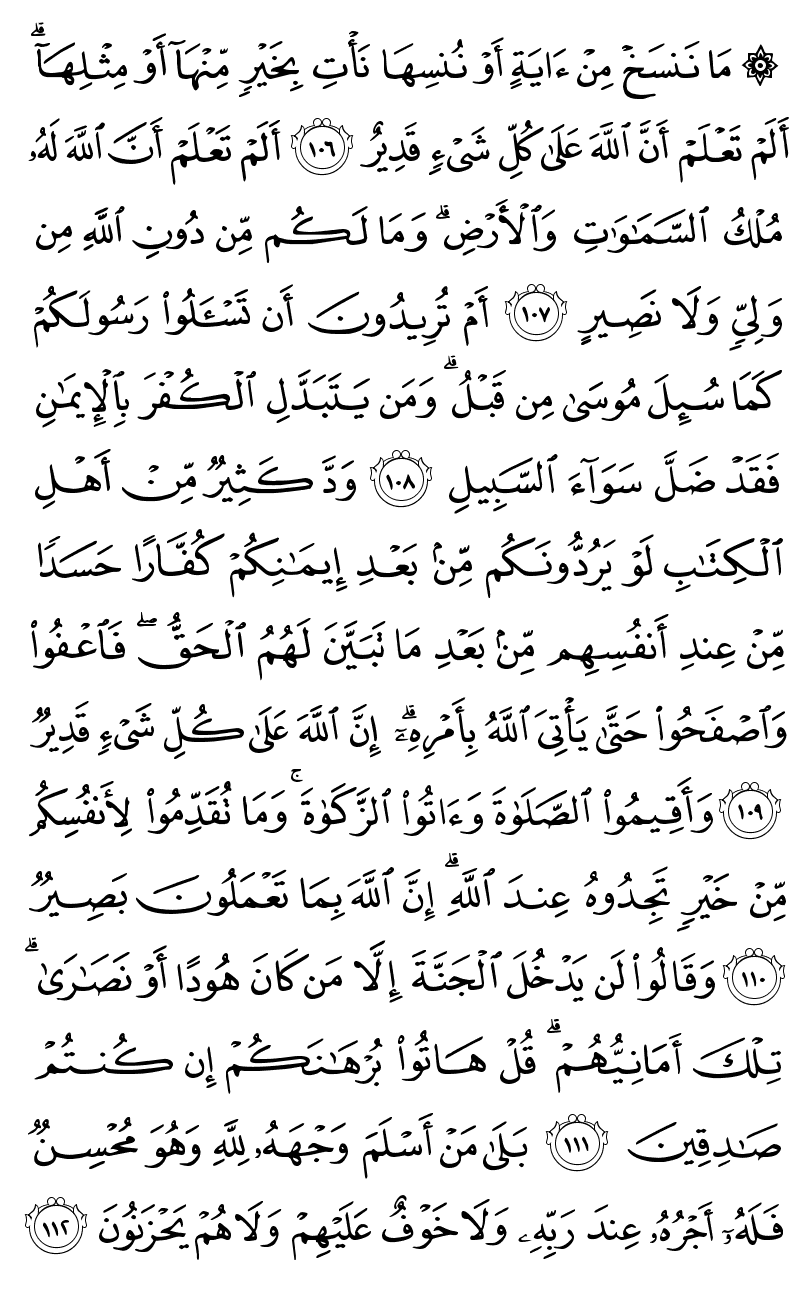 ۞ مَا نَنسَخْ مِنْ ءَايَةٍ أَوْ نُنسِهَا نَأْتِ بِخَيْرٍ مِّنْهَآ أَوْ مِثْلِهَآ ۗ
أَلَمْ تَعْلَمْ أَنَّ ٱللَّهَ عَلَىٰ كُلِّ شَىْءٍ قَدِيرٌ ١٠٦ أَلَمْ تَعْلَمْ أَنَّ ٱللَّهَ لَهُۥ
مُلْكُ ٱلسَّمَـٰوَٰتِ وَٱلْأَرْضِ ۗ وَمَا لَكُم مِّن دُونِ ٱللَّهِ مِن
وَلِىٍّ وَلَا نَصِيرٍ ١٠٧ أَمْ تُرِيدُونَ أَن تَسْـَٔلُوا۟ رَسُولَكُمْ
كَمَا سُئِلَ مُوسَىٰ مِن قَبْلُ ۗ وَمَن يَتَبَدَّلِ ٱلْكُفْرَ بِٱلْإِيمَـٰنِ
فَقَدْ ضَلَّ سَوَآءَ ٱلسَّبِيلِ ١٠٨ وَدَّ كَثِيرٌ مِّنْ أَهْلِ
ٱلْكِتَـٰبِ لَوْ يَرُدُّونَكُم مِّنۢ بَعْدِ إِيمَـٰنِكُمْ كُفَّارًا حَسَدًا
مِّنْ عِندِ أَنفُسِهِم مِّنۢ بَعْدِ مَا تَبَيَّنَ لَهُمُ ٱلْحَقُّ ۖ فَٱعْفُوا۟
وَٱصْفَحُوا۟ حَتَّىٰ يَأْتِىَ ٱللَّهُ بِأَمْرِهِۦٓ ۗ إِنَّ ٱللَّهَ عَلَىٰ كُلِّ شَىْءٍ قَدِيرٌ
١٠٩ وَأَقِيمُوا۟ ٱلصَّلَوٰةَ وَءَاتُوا۟ ٱلزَّكَوٰةَ ۚ وَمَا تُقَدِّمُوا۟ لِأَنفُسِكُم
مِّنْ خَيْرٍ تَجِدُوهُ عِندَ ٱللَّهِ ۗ إِنَّ ٱللَّهَ بِمَا تَعْمَلُونَ بَصِيرٌ
١١٠ وَقَالُوا۟ لَن يَدْخُلَ ٱلْجَنَّةَ إِلَّا مَن كَانَ هُودًا أَوْ نَصَـٰرَىٰ ۗ
تِلْكَ أَمَانِيُّهُمْ ۗ قُلْ هَاتُوا۟ بُرْهَـٰنَكُمْ إِن كُنتُمْ
صَـٰدِقِينَ ١١١ بَلَىٰ مَنْ أَسْلَمَ وَجْهَهُۥ لِلَّهِ وَهُوَ مُحْسِنٌ
فَلَهُۥٓ أَجْرُهُۥ عِندَ رَبِّهِۦ وَلَا خَوْفٌ عَلَيْهِمْ وَلَا هُمْ يَحْزَنُونَ ١١٢